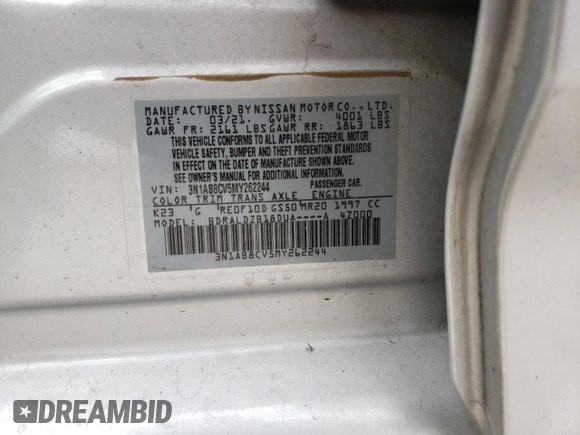 MANUFACTURED BY NISSAN MOTOR CO., LTD.
DATE: 03/21. GVWR: 4001 LBS
GAWR FR: 2161 LBS GAWR RR: 1863 LBS
THIS VEHICLE CONFORMS TO ALL APPLICABLE FEDERAL MOTOR
VEHICLE SAFETY, BUMPER AND THEFT PREVENTION STANDARDS
IN EFFECT ON THE DATE OF MANUFACTURE SHOWN ABOVE.
SEE OWNER'S MANUAL FOR ADDITIONAL INFORMATION.
VIN: 3N1AB8CV5MY262244 PASSENGER CAR.
COLOR TRIM TRANS AXLE ENGINE
K23 G RE0F10D GS50 MR20 1997 CC
MODEL: BDRALDZB18DUA----A 47000
3N1AB8CV5MY262244
DREAMBID